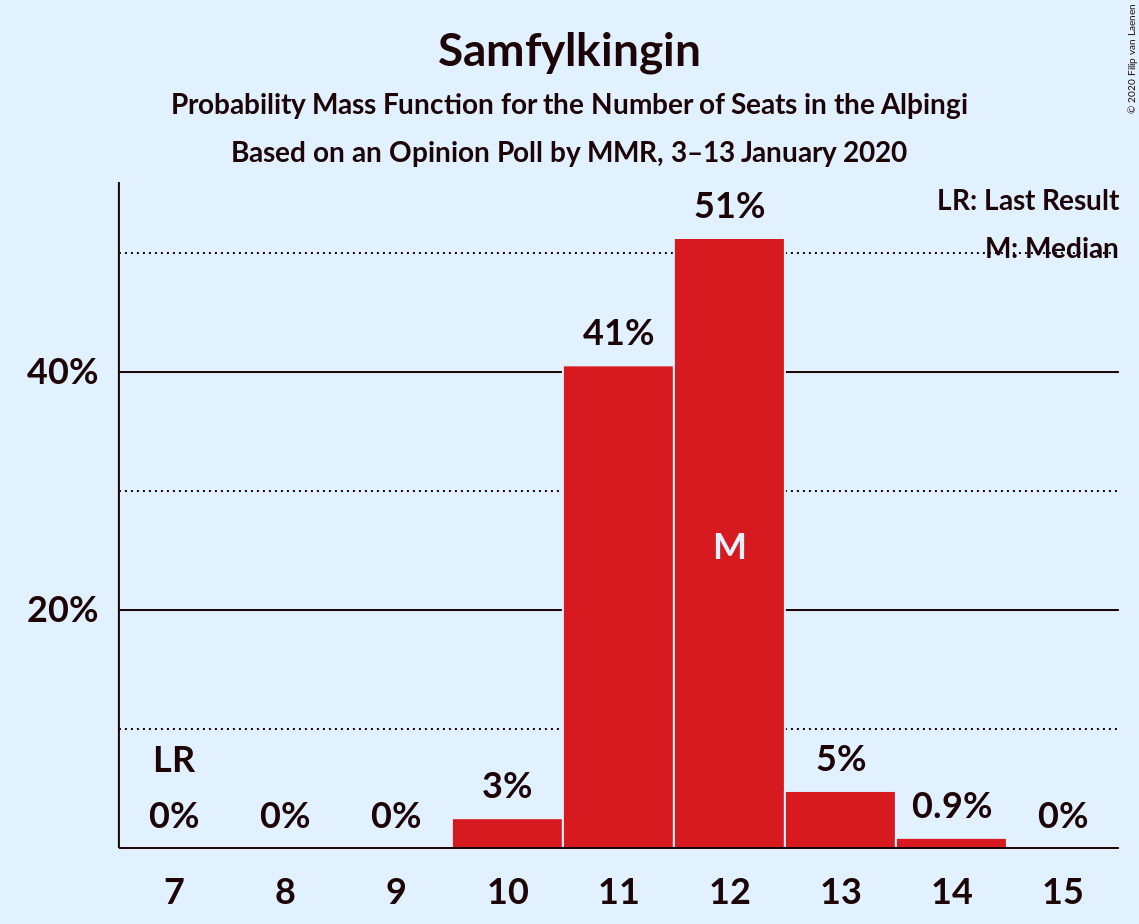 Samfylkingin
Probability Mass Function for the Number of Seats in the Alþingi
Based on an Opinion Poll by MMR, 3–13 January 2020
© 2020 Filip van Laenen
LR: Last Result
M: Median
51%
41%
40%
M
20%
LR
0%
0%
0%
3%
5%
0.9%
0%
7 8 9 10 11 12 13 14 15